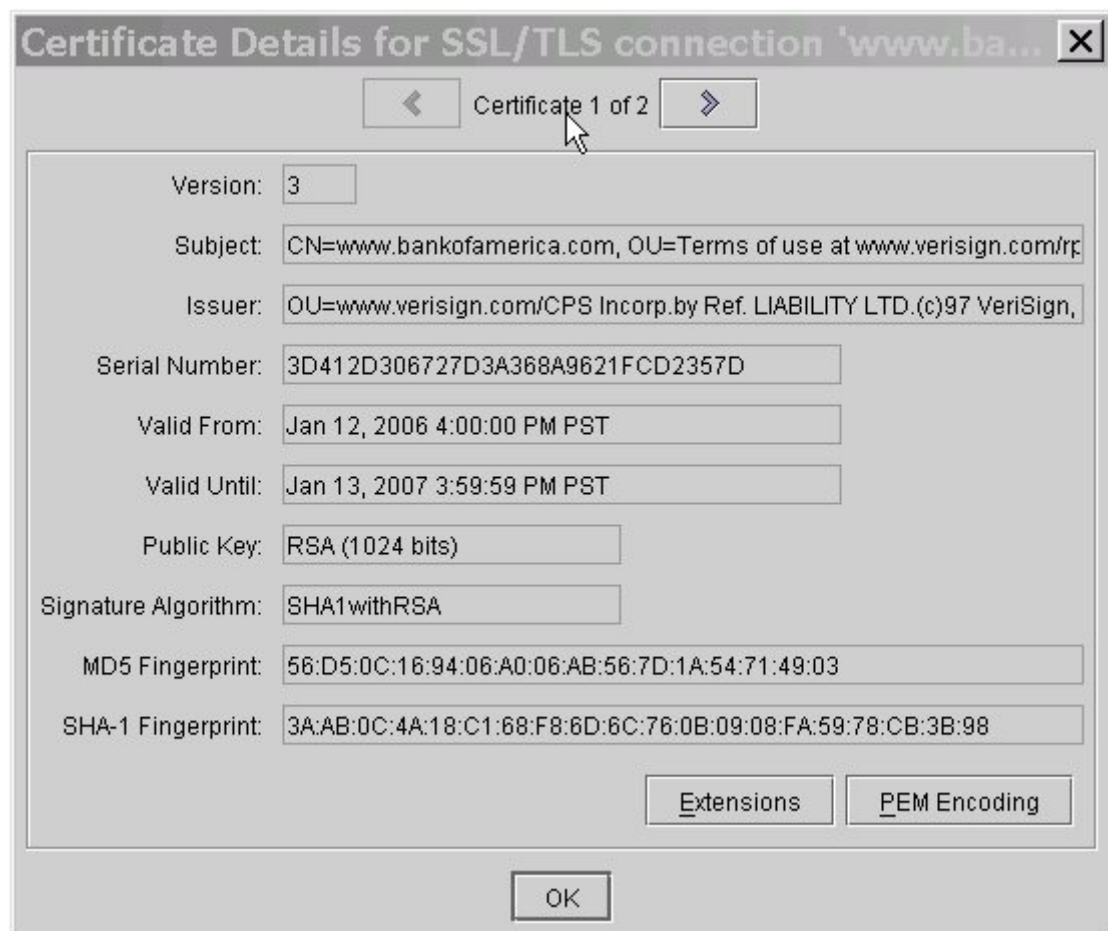 Certificate Details for SSL/TLS connection 'www.ba...
Certificate 1 of 2
Version: 3
Subject: CN=www.bankofamerica.com, OU=Terms of use at www.verisign.com/rp
Issuer: OU=www.verisign.com/CPS Incorp.by Ref. LIABILITY LTD.(c)97 VeriSign,
Serial Number: 3D412D306727D3A368A9621FCD2357D
Valid From: Jan 12, 2006 4:00:00 PM PST
Valid Until: Jan 13, 2007 3:59:59 PM PST
Public Key: RSA (1024 bits)
Signature Algorithm: SHA1withRSA
MD5 Fingerprint: 56:D5:0C:16:94:06:A0:06:AB:56:7D:1A:54:71:49:03
SHA-1 Fingerprint: 3A:AB:0C:4A:18:C1:68:F8:6D:6C:76:0B:09:08:FA:59:78:CB:3B:98
Extensions PEM Encoding
OK